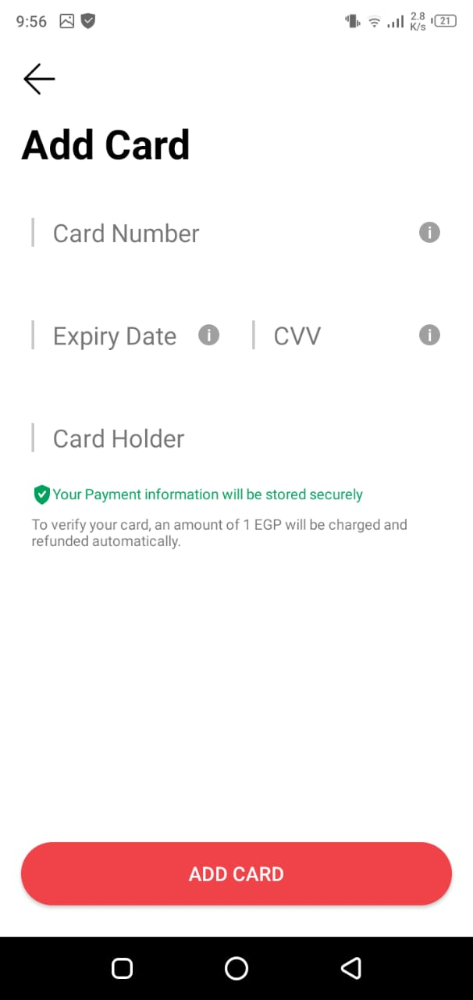 9:56
2.8
K/s
21
Add Card
Card Number
Expiry Date
CVV
Card Holder
Your Payment information will be stored securely
To verify your card, an amount of 1 EGP will be charged and
refunded automatically.
ADD CARD